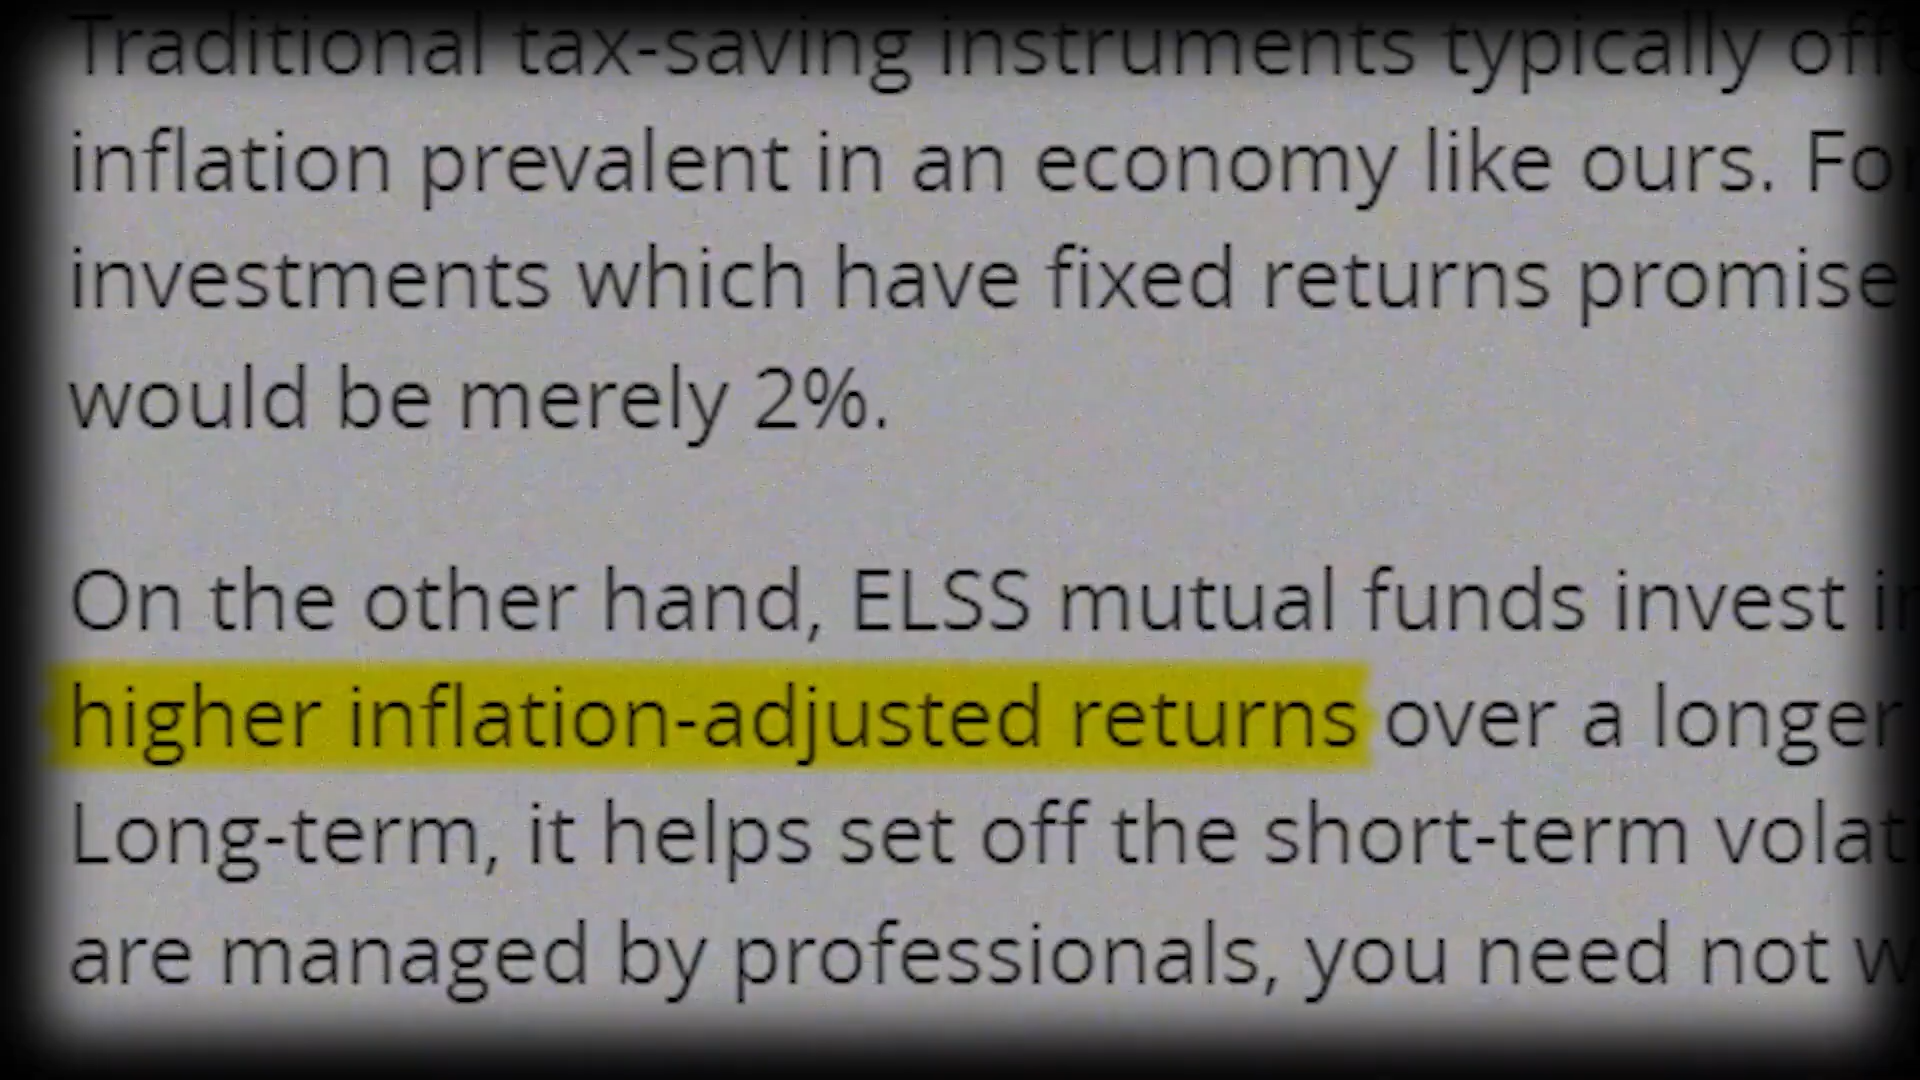 Traditional tax-saving instruments typically
inflation prevalent in an economy like ours.
investments which have fixed returns promise
would be merely 2%.
On the other hand, ELSS mutual funds invest
higher inflation-adjusted returns over a longer
Long-term, it helps set off the short-term
are managed by professionals, you need not